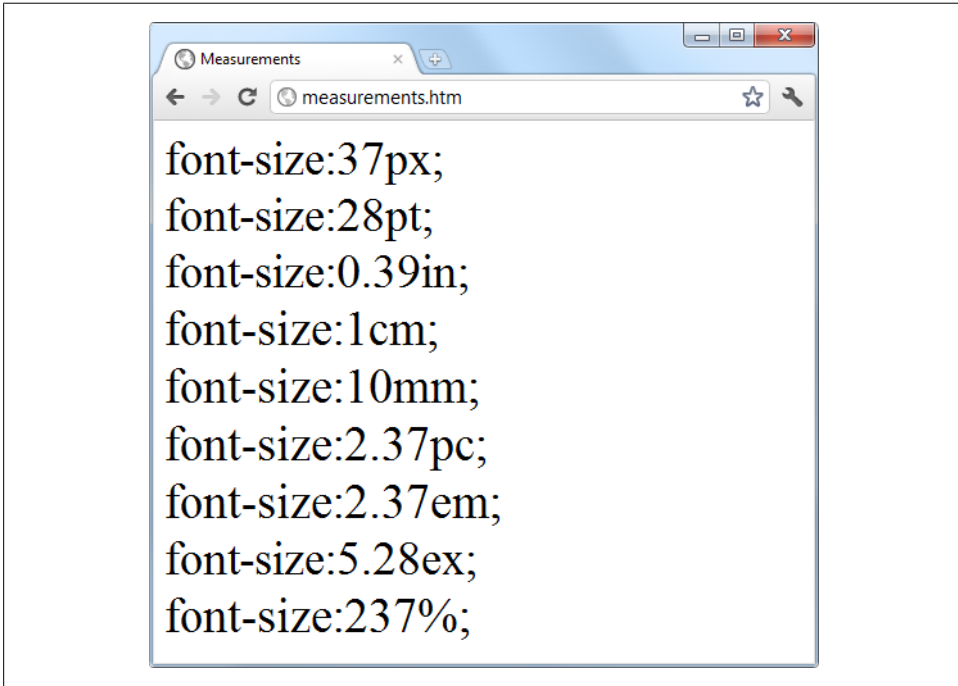 Measurements
measurements.htm
font-size:37px;
font-size:28pt;
font-size:0.39in;
font-size:1cm;
font-size:10mm;
font-size:2.37pc;
font-size:2.37em;
font-size:5.28ex;
font-size:237%;